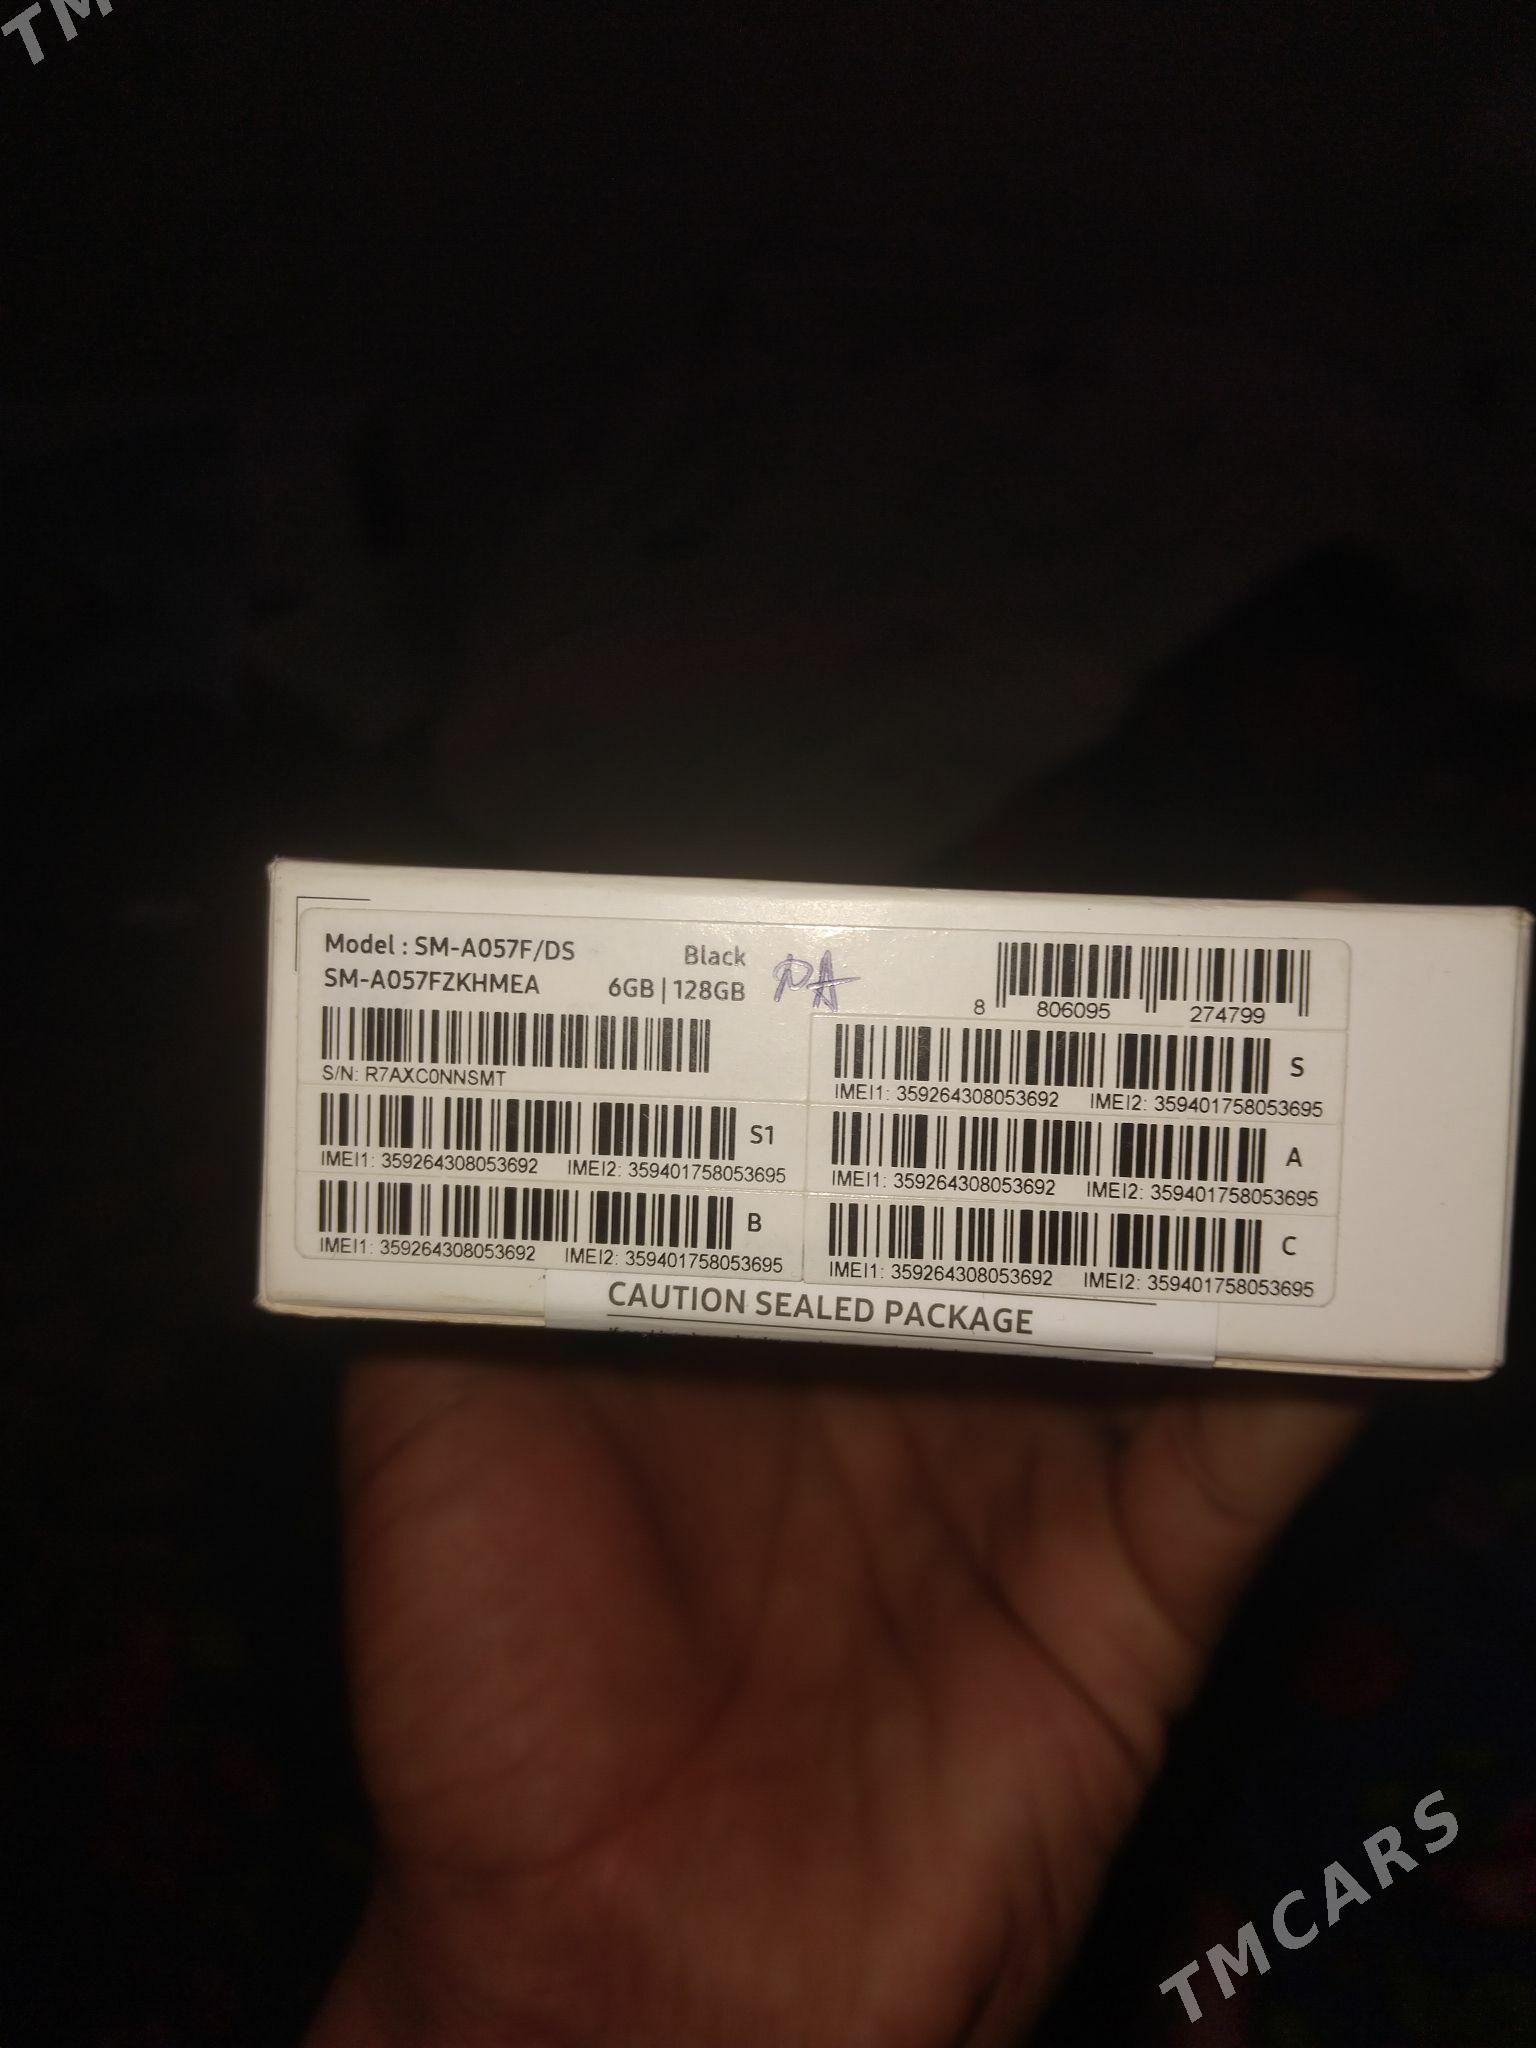 TM
Model : SM-A057F/DS Black
SM-A057FZKHMEA 6GB | 128GB
8 806095 274799
S/N: R7AXC0NNSMT
IMEI1: 359264308053692 IMEI2: 359401758053695 S
IMEI1: 359264308053692 IMEI2: 359401758053695 S1
IMEI1: 359264308053692 IMEI2: 359401758053695 A
IMEI1: 359264308053692 IMEI2: 359401758053695 B
IMEI1: 359264308053692 IMEI2: 359401758053695 C
CAUTION SEALED PACKAGE
TMCARS